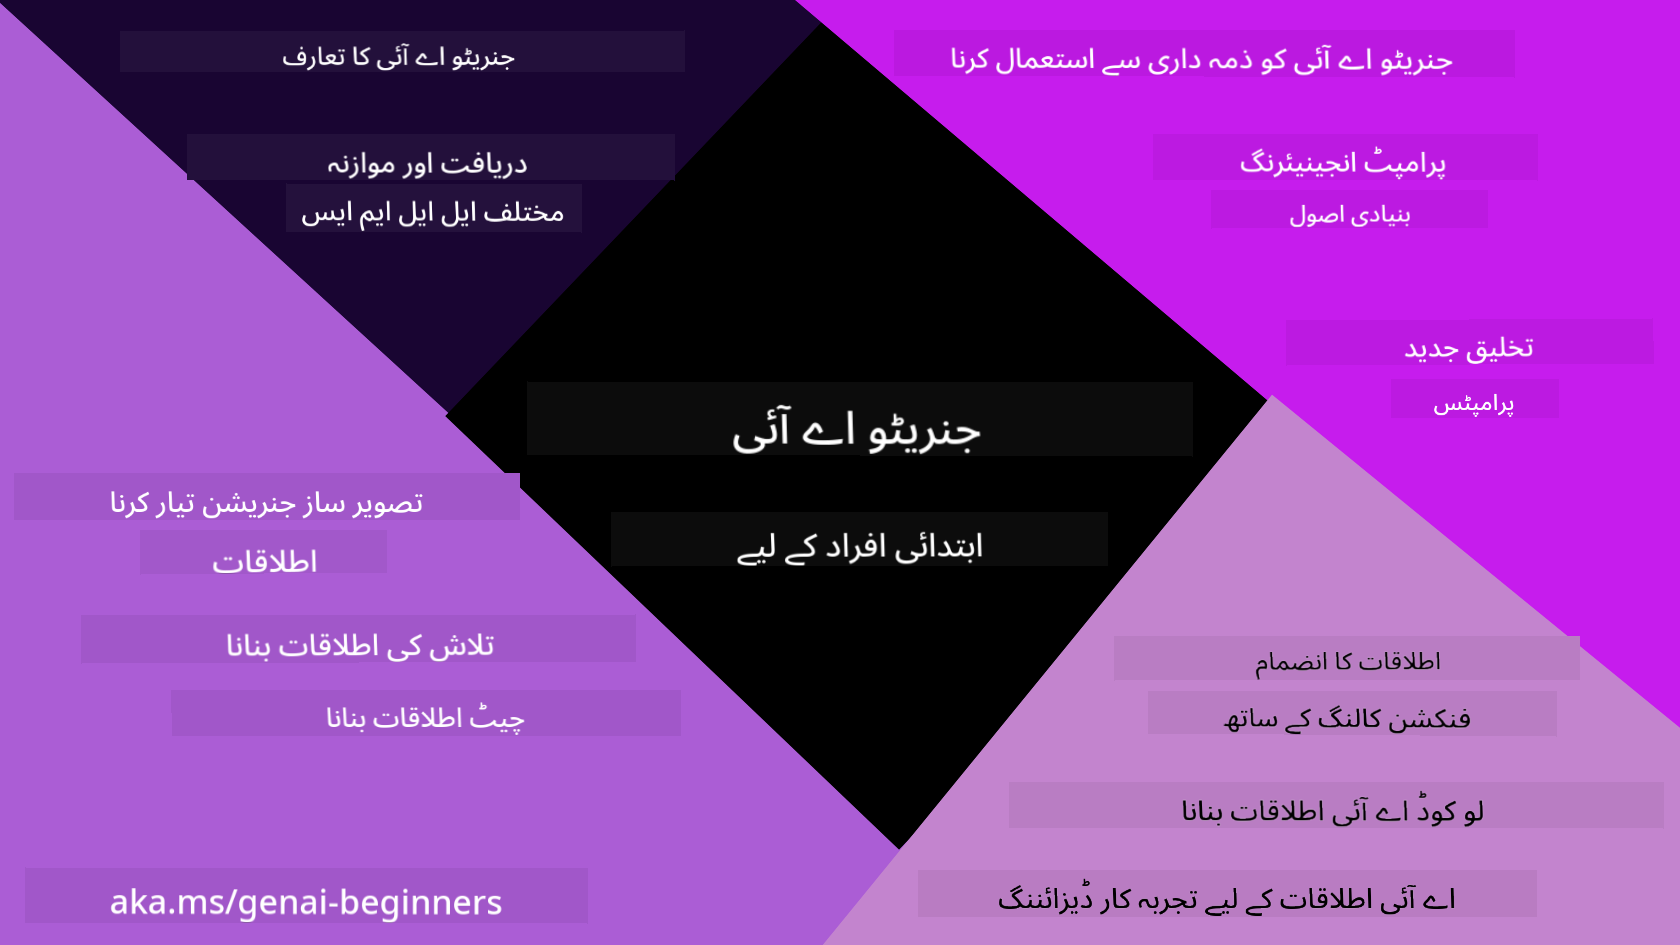 جنریٹو اے آئی کا تعارف
دریافت اور موازنہ
مختلف ایل ایل ایم ایس
جنریٹو اے آئی کو ذمہ داری سے استعمال کرنا
پرامپٹ انجینیئرنگ
بنیادی اصول
تخلیق جدید
پرامپٹس
جنریٹو اے آئی
ابتدائی افراد کے لیے
تصویر ساز جنریشن تیار کرنا
اطلاقات
تلاش کی اطلاقات بنانا
چیٹ اطلاقات بنانا
اطلاقات کا انضمام
فنکشن کالنگ کے ساتھ
لو کوڈ اے آئی اطلاقات بنانا
اے آئی اطلاقات کے لیے تجربہ کار ڈیزائننگ
aka.ms/genai-beginners